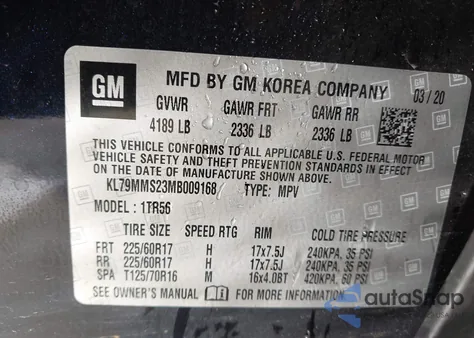 GM
MFD BY GM KOREA COMPANY
03 / 20
GVWR GAWR FRT GAWR RR
4189 LB 2336 LB 2336 LB
THIS VEHICLE CONFORMS TO ALL APPLICABLE U.S. FEDERAL MOTOR
VEHICLE SAFETY AND THEFT PREVENTION STANDARDS IN EFFECT
ON THE DATE OF MANUFACTURE SHOWN ABOVE.
KL79MMS23MB009168 TYPE: MPV
MODEL: 1TR56
TIRE SIZE SPEED RTG RIM COLD TIRE PRESSURE
FRT 225/60R17 H 17x7.5J 240KPA, 35 PSI
RR 225/60R17 H 17x7.5J 240KPA, 35 PSI
SPA T125/70R16 M 16x4.0BT 420KPA, 60 PSI
SEE OWNER'S MANUAL FOR MORE INFORMATION
autoSnap